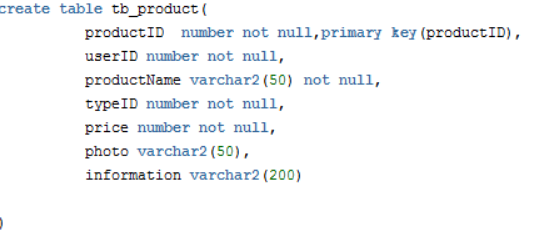 create table tb_product(
productID  number not null,primary key(productID),
userID number not null,
productName varchar2(50) not null,
typeID number not null,
price number not null,
photo varchar2(50),
information varchar2(200)
)